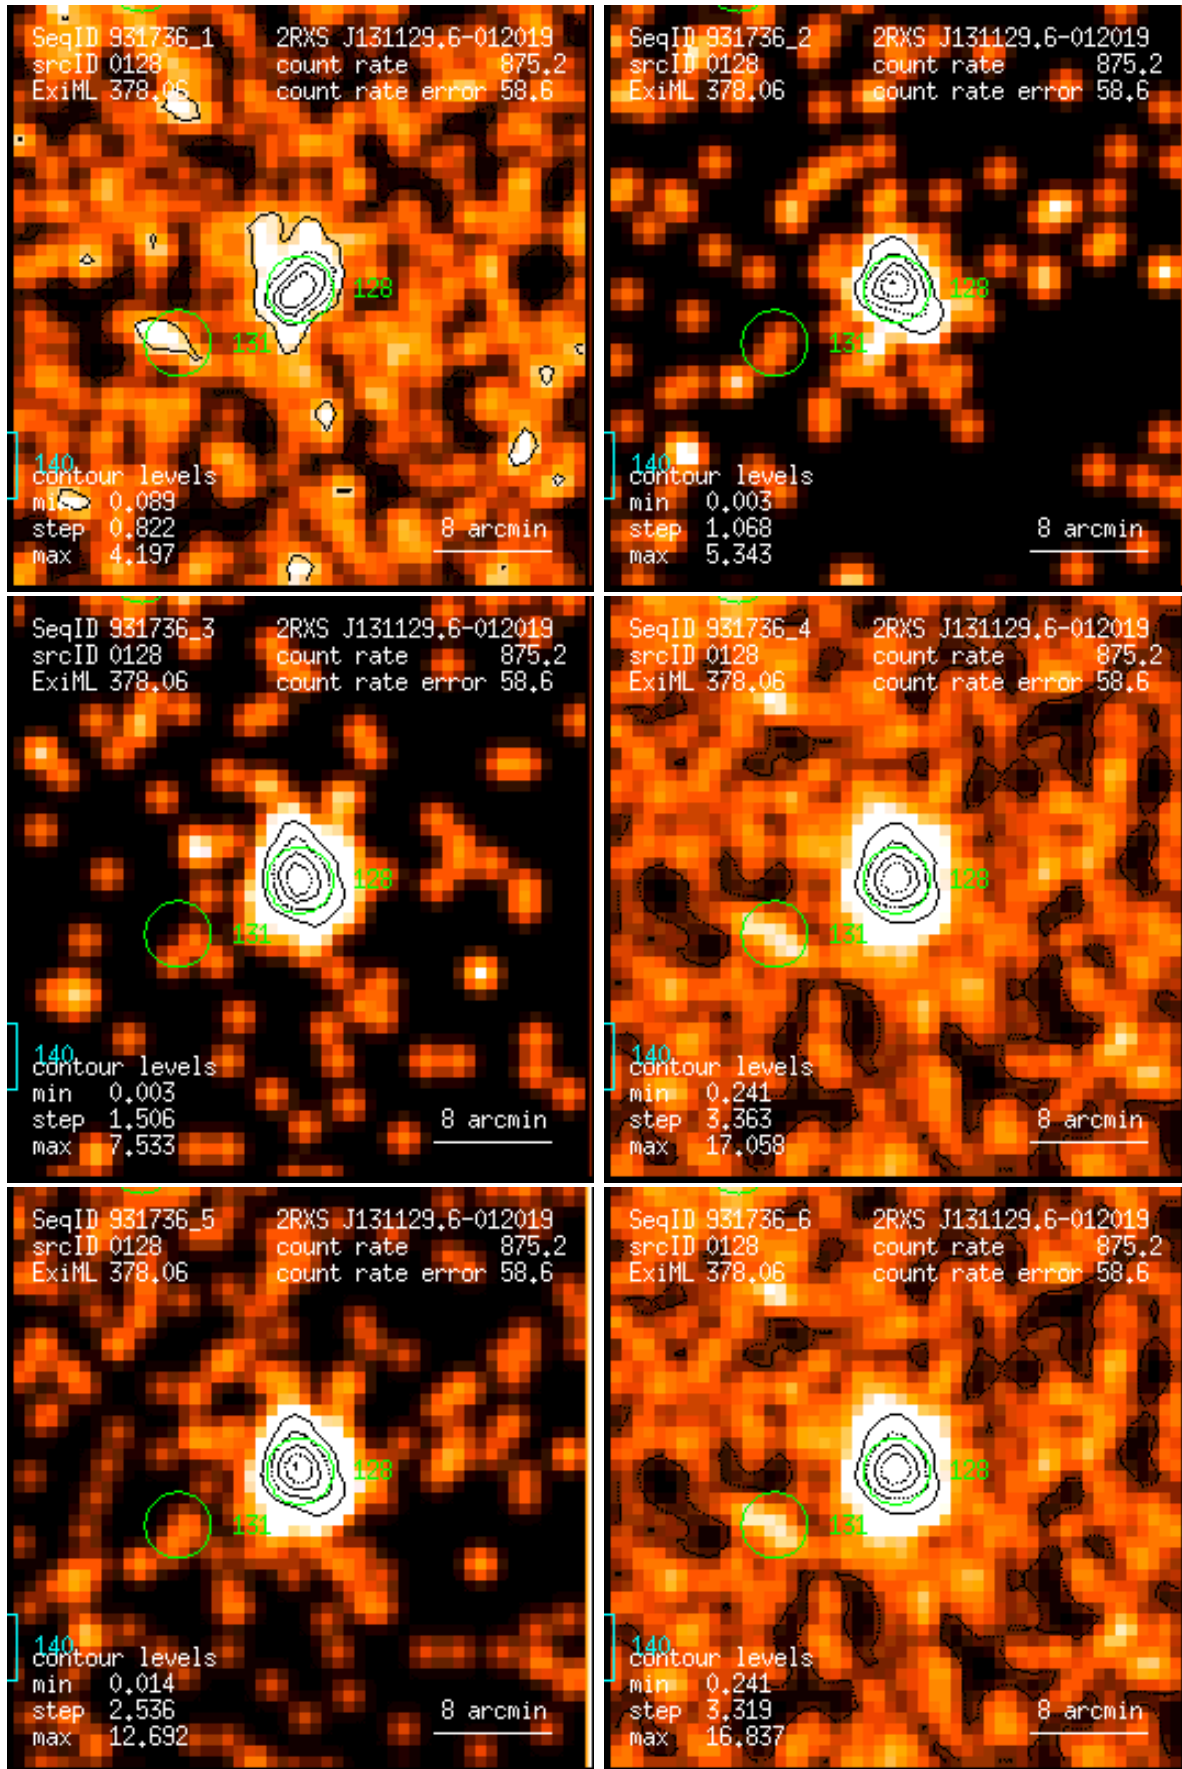 SeqID 931736_1 2RXS J131129.6-012019
srcID 0128 count rate 875.2
ExiML 378.06 count rate error 58.6
128
131
140
contour levels
min 0.089
step 0.822 8 arcmin
max 4.197
SeqID 931736_2 2RXS J131129.6-012019
srcID 0128 count rate 875.2
ExiML 378.06 count rate error 58.6
128
131
140
contour levels
min 0.003
step 1.068 8 arcmin
max 5.343
SeqID 931736_3 2RXS J131129.6-012019
srcID 0128 count rate 875.2
ExiML 378.06 count rate error 58.6
128
131
140
contour levels
min 0.003
step 1.506 8 arcmin
max 7.533
SeqID 931736_4 2RXS J131129.6-012019
srcID 0128 count rate 875.2
ExiML 378.06 count rate error 58.6
128
131
140
contour levels
min 0.241
step 3.363 8 arcmin
max 17.058
SeqID 931736_5 2RXS J131129.6-012019
srcID 0128 count rate 875.2
ExiML 378.06 count rate error 58.6
128
131
140
contour levels
min 0.014
step 2.536 8 arcmin
max 12.692
SeqID 931736_6 2RXS J131129.6-012019
srcID 0128 count rate 875.2
ExiML 378.06 count rate error 58.6
128
131
140
contour levels
min 0.241
step 3.319 8 arcmin
max 16.837